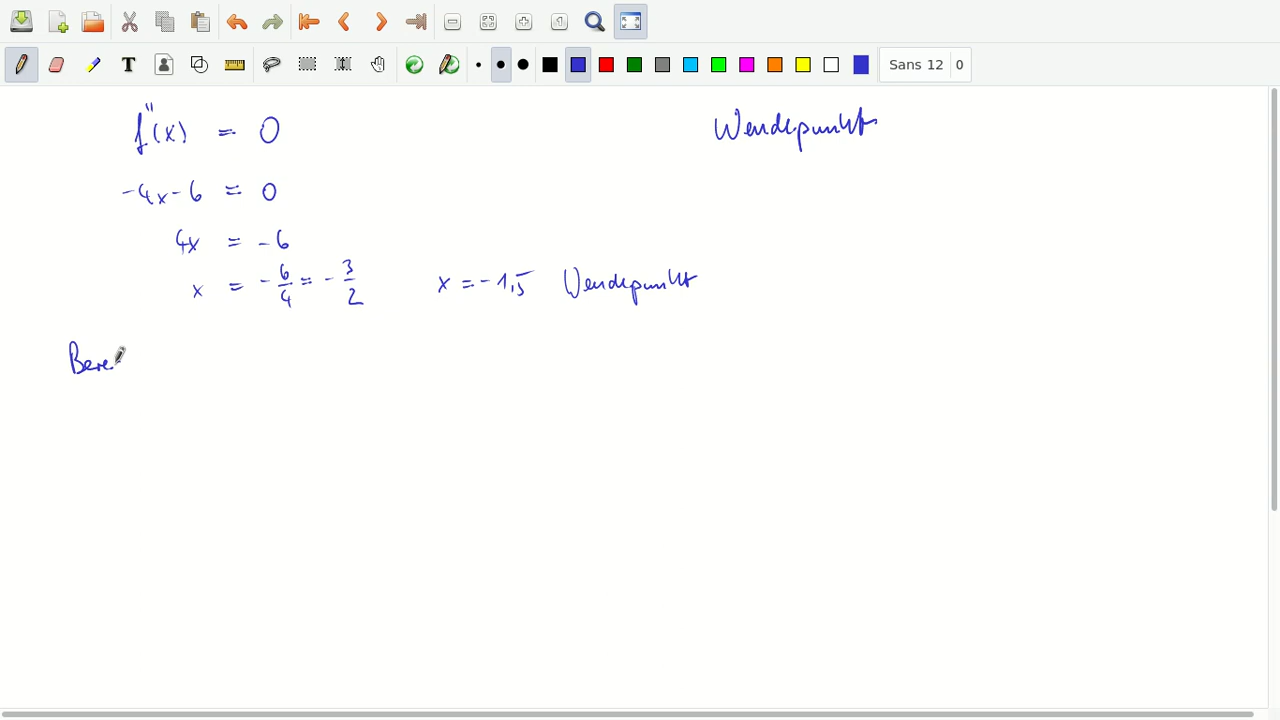 Sans 12 0
f''(x) = 0 Wendepunkt
-4x - 6 = 0
4x = -6
x = -6/4 = -3/2 x = -1,5 Wendepunkt
Bere